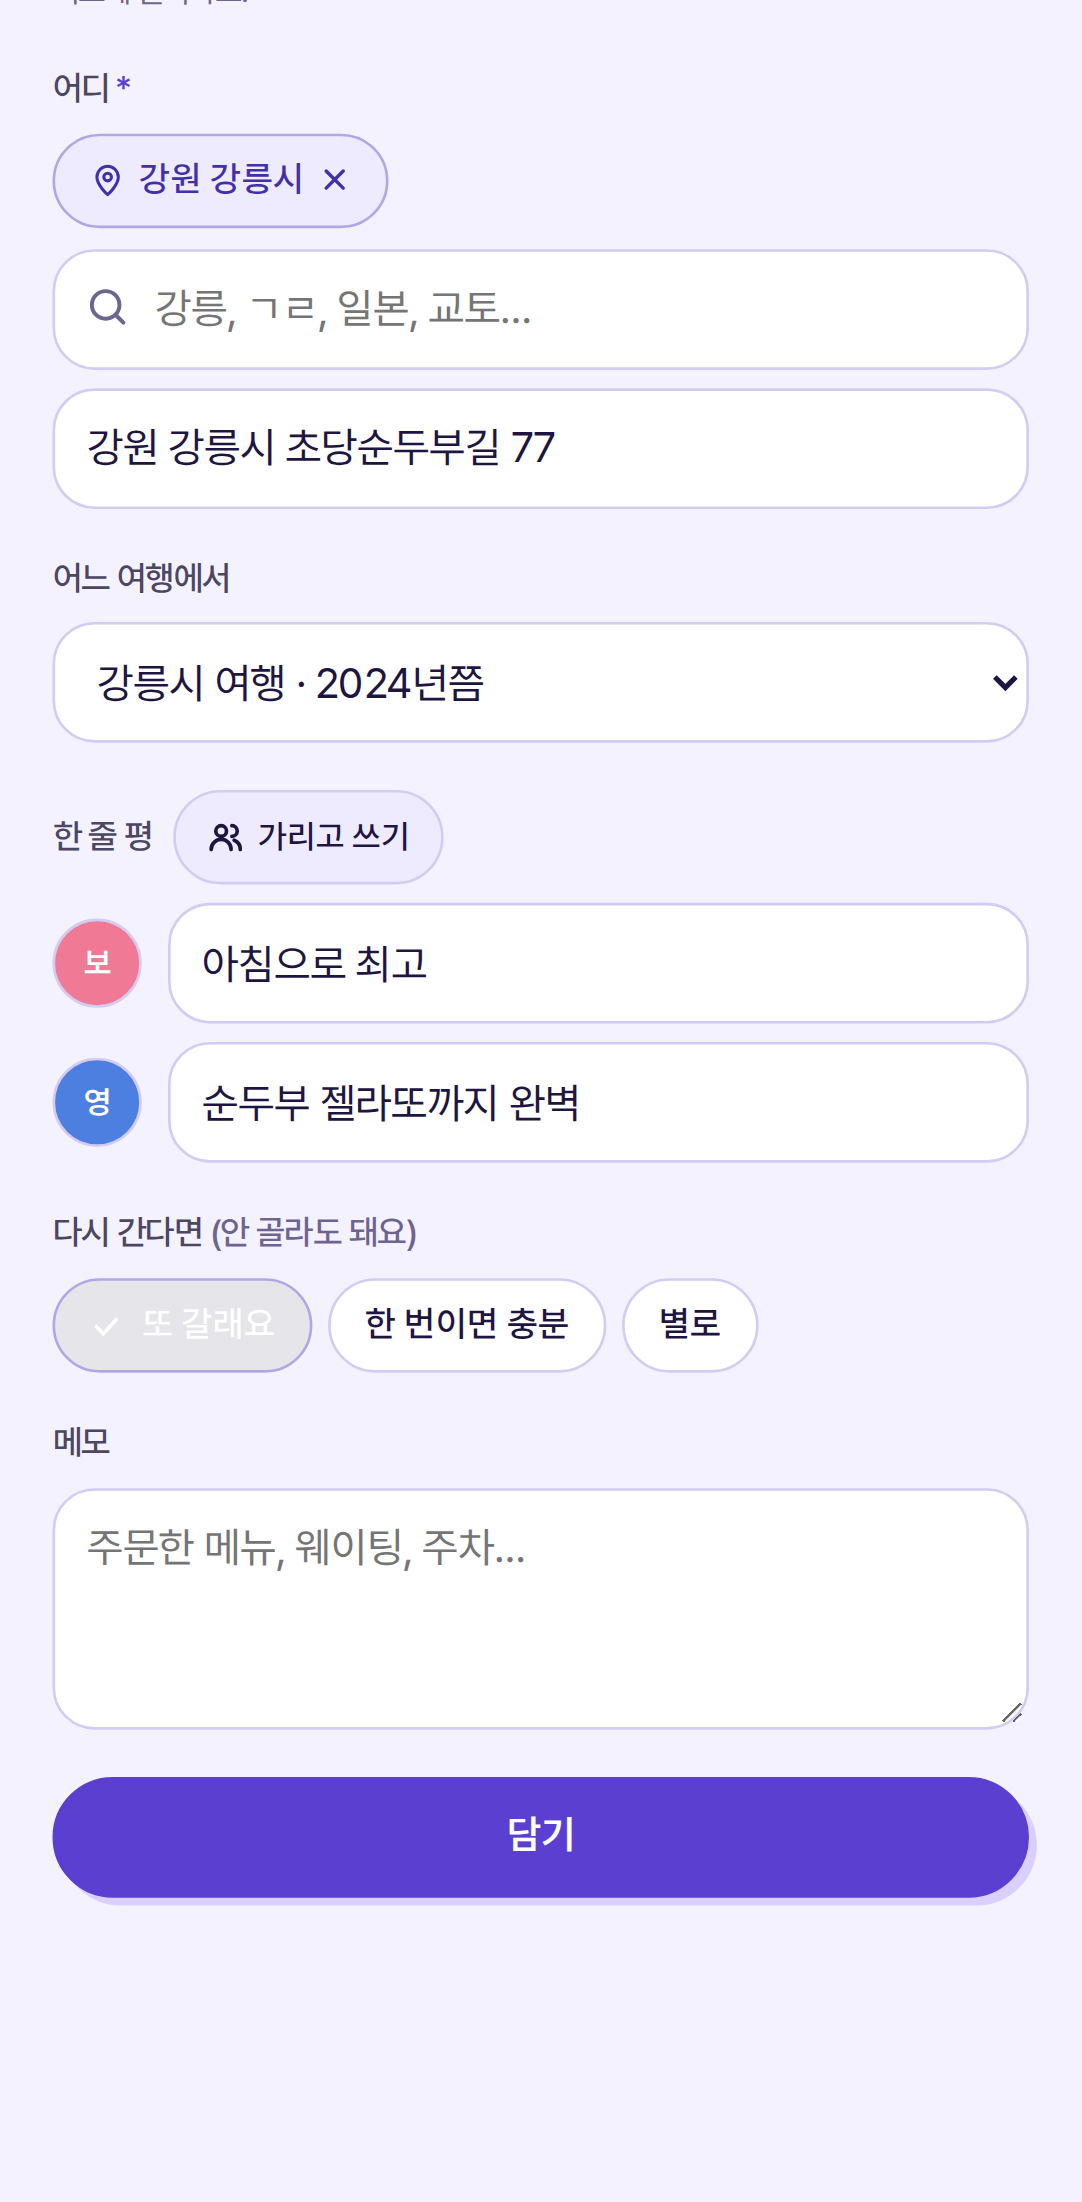 어디 *
강원 강릉시
강릉, ㄱㄹ, 일본, 교토...
강원 강릉시 초당순두부길 77
어느 여행에서
강릉시 여행 · 2024년쯤
한 줄 평 가리고 쓰기
보 아침으로 최고
영 순두부 젤라또까지 완벽
다시 간다면 (안 골라도 돼요)
또 갈래요 한 번이면 충분 별로
메모
주문한 메뉴, 웨이팅, 주차...
담기